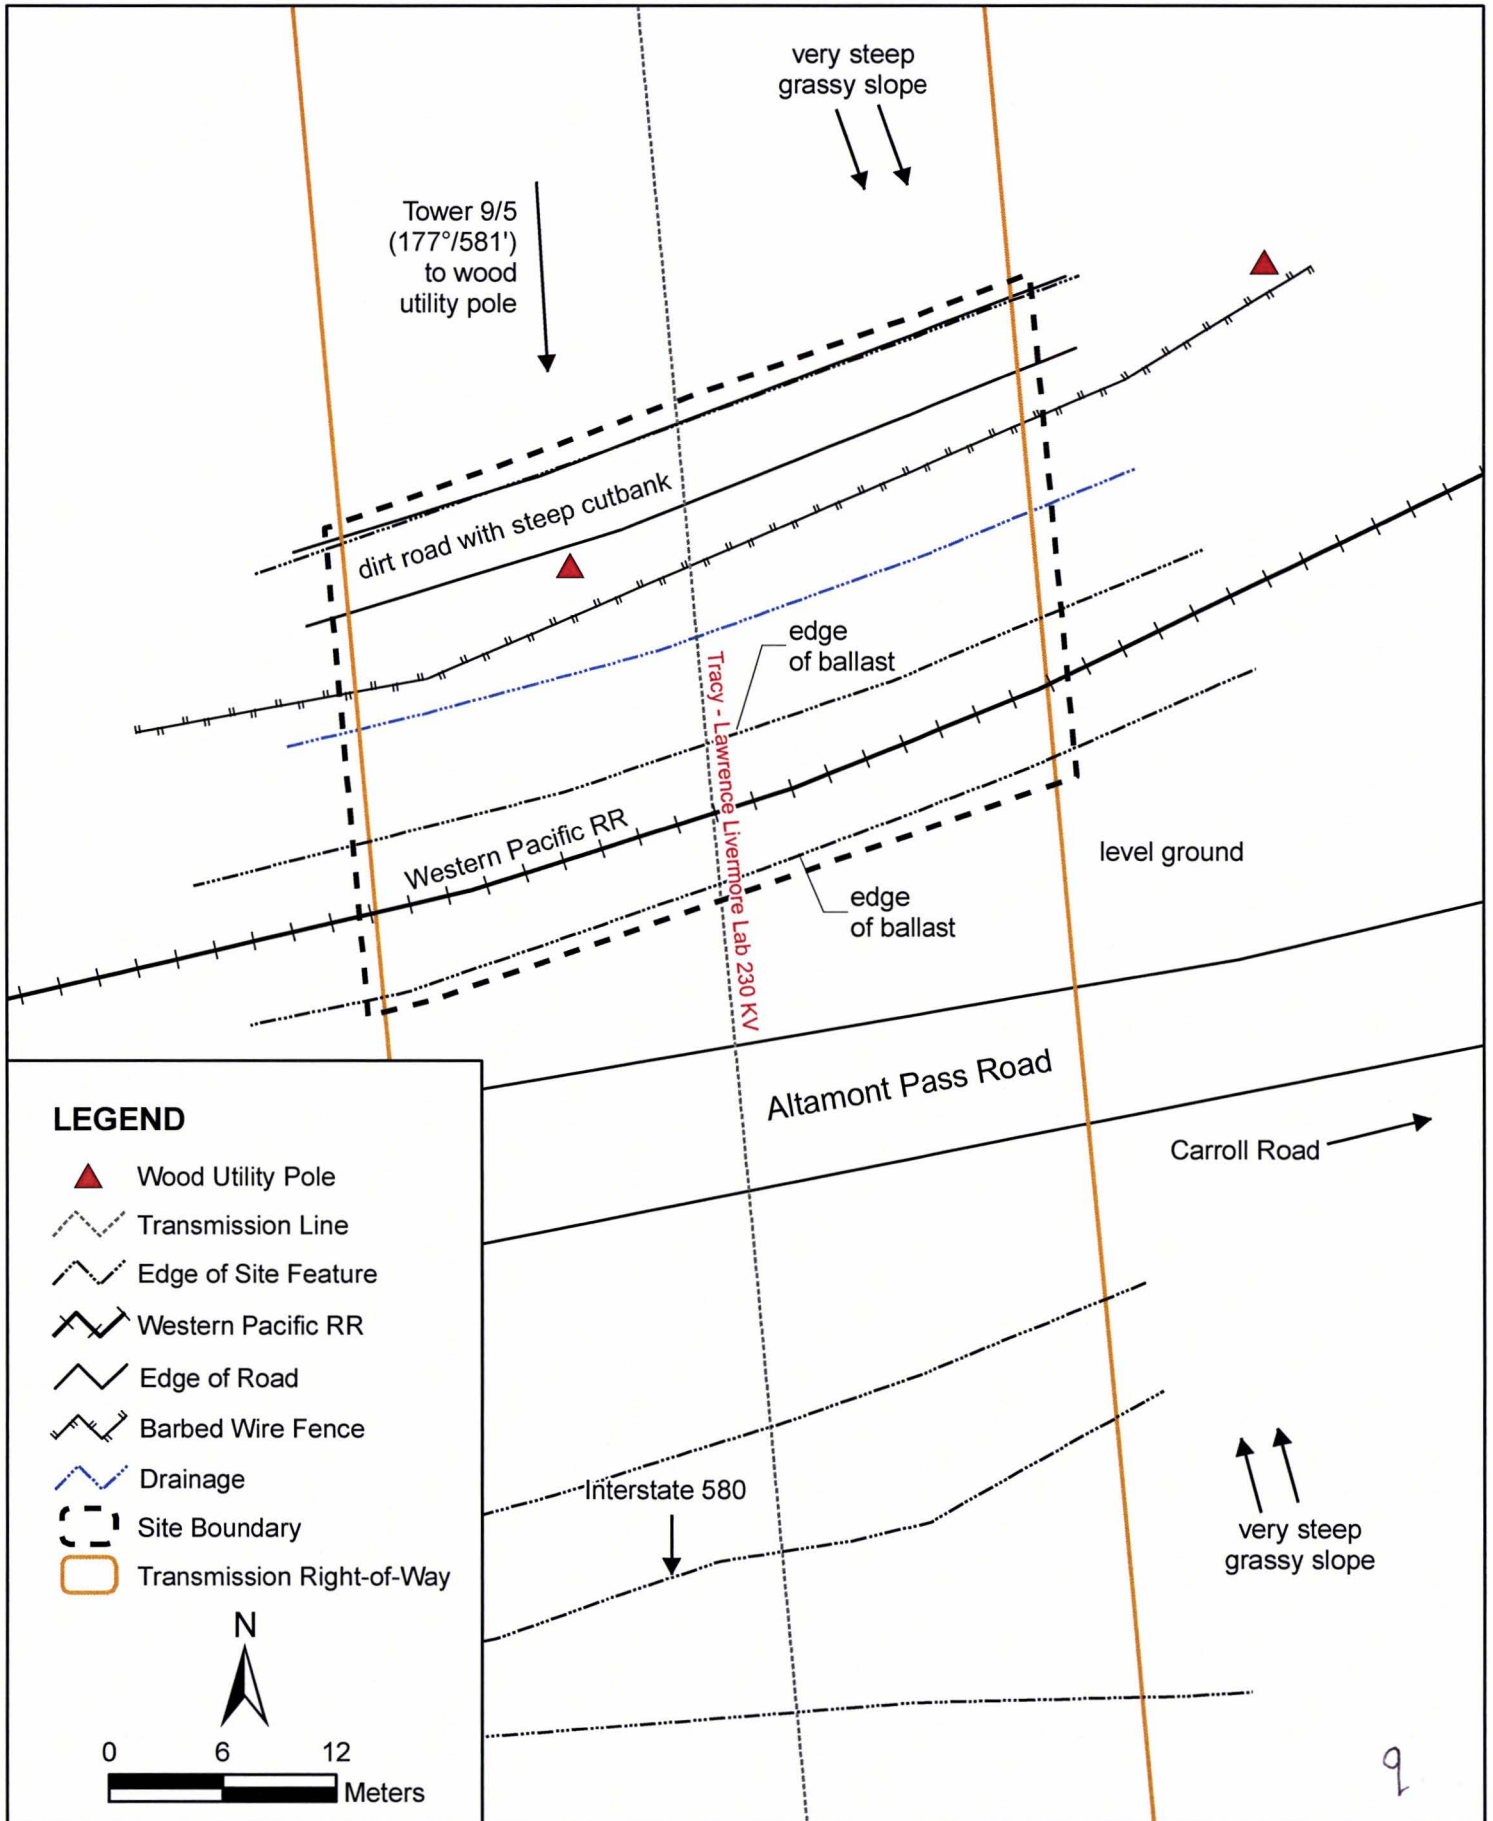 very steep
grassy slope
Tower 9/5
(177°/581')
to wood
utility pole
dirt road with steep cutbank
edge
of ballast
Tracy - Lawrence Livermore Lab 230 KV
Western Pacific RR
level ground
edge
of ballast
Altamont Pass Road
Carroll Road
Interstate 580
very steep
grassy slope
LEGEND
Wood Utility Pole
Transmission Line
Edge of Site Feature
Western Pacific RR
Edge of Road
Barbed Wire Fence
Drainage
Site Boundary
Transmission Right-of-Way
N
0 6 12
Meters
9